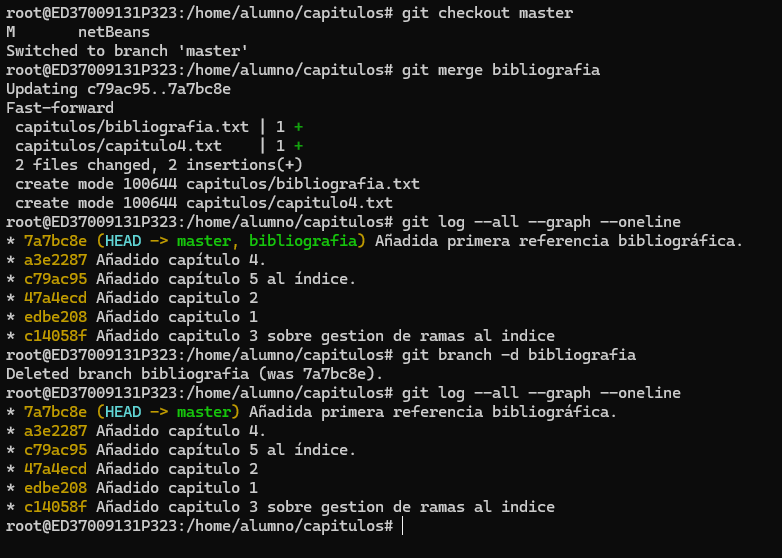 root@ED37009131P323:/home/alumno/capitulos# git checkout master
M       netBeans
Switched to branch 'master'
root@ED37009131P323:/home/alumno/capitulos# git merge bibliografia
Updating c79ac95..7a7bc8e
Fast-forward
 capitulos/bibliografia.txt | 1 +
 capitulos/capitulo4.txt    | 1 +
 2 files changed, 2 insertions(+)
 create mode 100644 capitulos/bibliografia.txt
 create mode 100644 capitulos/capitulo4.txt
root@ED37009131P323:/home/alumno/capitulos# git log --all --graph --oneline
* 7a7bc8e (HEAD -> master, bibliografia) Añadida primera referencia bibliográfica.
* a3e2287 Añadido capítulo 4.
* c79ac95 Añadido capítulo 5 al índice.
* 47a4ecd Añadido capitulo 2
* edbe208 Añadido capitulo 1
* c14058f Añadido capitulo 3 sobre gestion de ramas al indice
root@ED37009131P323:/home/alumno/capitulos# git branch -d bibliografia
Deleted branch bibliografia (was 7a7bc8e).
root@ED37009131P323:/home/alumno/capitulos# git log --all --graph --oneline
* 7a7bc8e (HEAD -> master) Añadida primera referencia bibliográfica.
* a3e2287 Añadido capítulo 4.
* c79ac95 Añadido capítulo 5 al índice.
* 47a4ecd Añadido capitulo 2
* edbe208 Añadido capitulo 1
* c14058f Añadido capitulo 3 sobre gestion de ramas al indice
root@ED37009131P323:/home/alumno/capitulos#